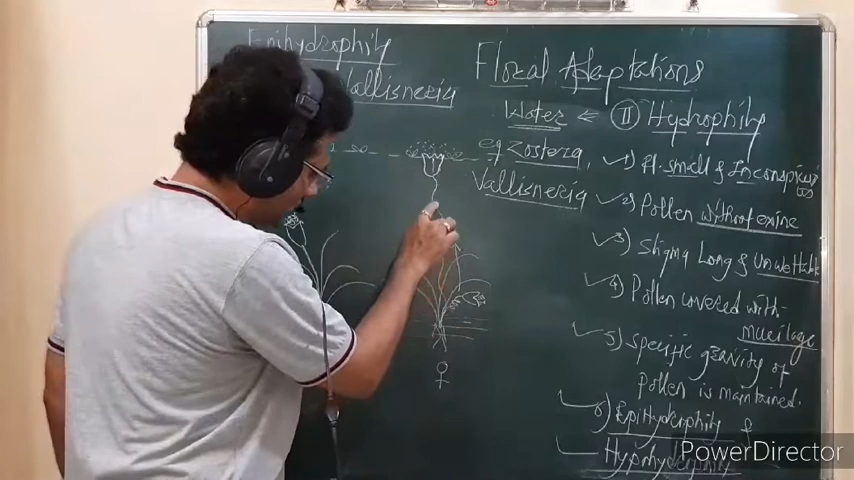 Epihydrophily
Vallisneria
Floral Adaptations
Water ← (II) Hydrophily
eg Zostera,
Vallisneria
✓1) Fl. small & Inconspicuous
✓2) Pollen without exine
✓3) Stigma Long & Unwettable
✓4) Pollen covered with
mucilage
✓5) Specific gravity of
pollen is maintained.
6) EpiHydrophily &
Hypohydrophily
♀
PowerDirector